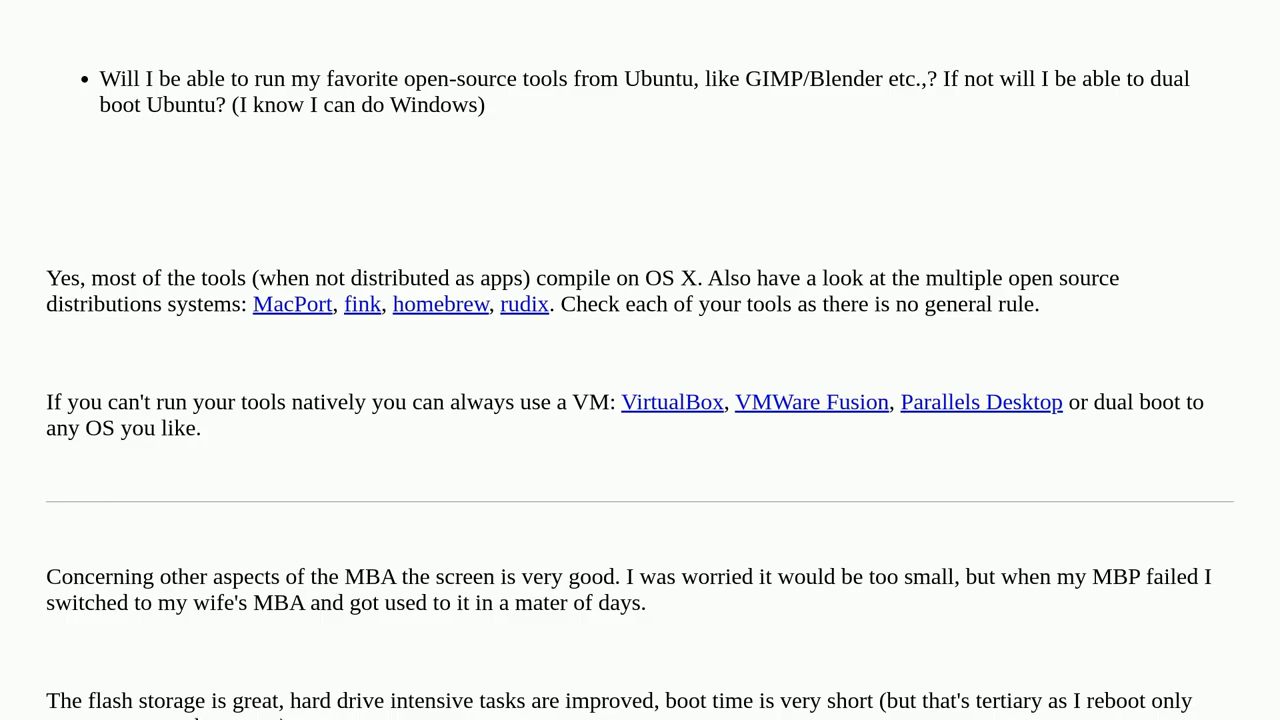 Will I be able to run my favorite open-source tools from Ubuntu, like GIMP/Blender etc.,? If not will I be able to dual
boot Ubuntu? (I know I can do Windows)
Yes, most of the tools (when not distributed as apps) compile on OS X. Also have a look at the multiple open source
distributions systems: MacPort, fink, homebrew, rudix. Check each of your tools as there is no general rule.
If you can't run your tools natively you can always use a VM: VirtualBox, VMWare Fusion, Parallels Desktop or dual boot to
any OS you like.
Concerning other aspects of the MBA the screen is very good. I was worried it would be too small, but when my MBP failed I
switched to my wife's MBA and got used to it in a mater of days.
The flash storage is great, hard drive intensive tasks are improved, boot time is very short (but that's tertiary as I reboot only